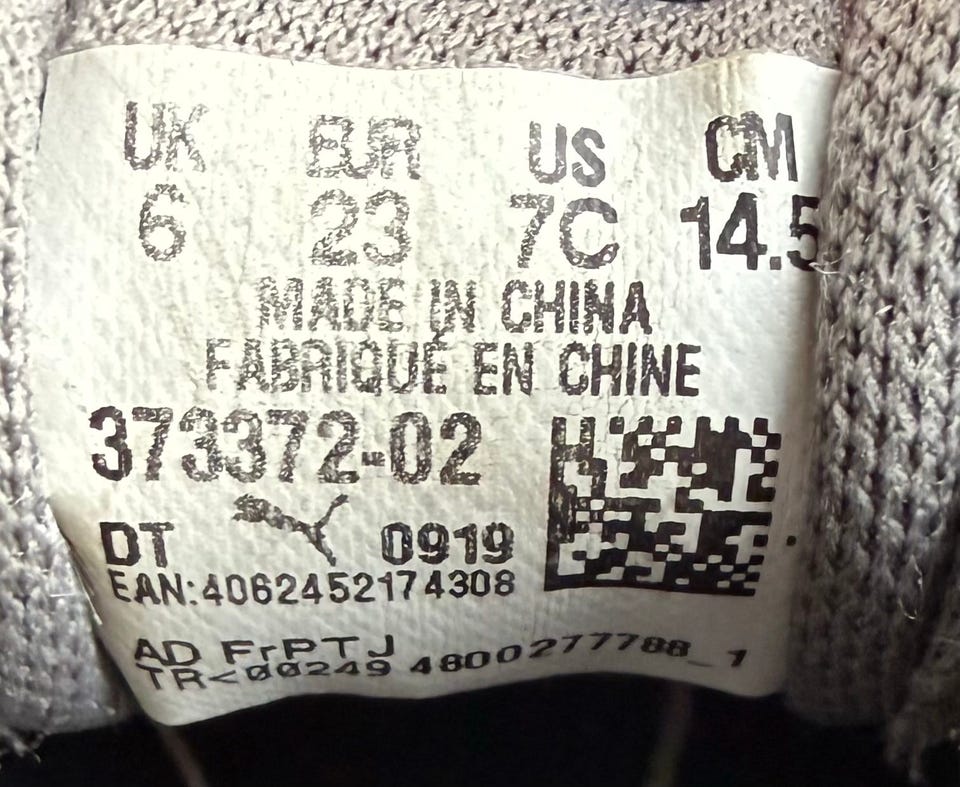 UK EUR US CM
6 23 7C 14.5
MADE IN CHINA
FABRIQUÉ EN CHINE
373372-02
DT 0919
EAN:4062452174308
AD FrPTJ
TR<00249 4800277788_1